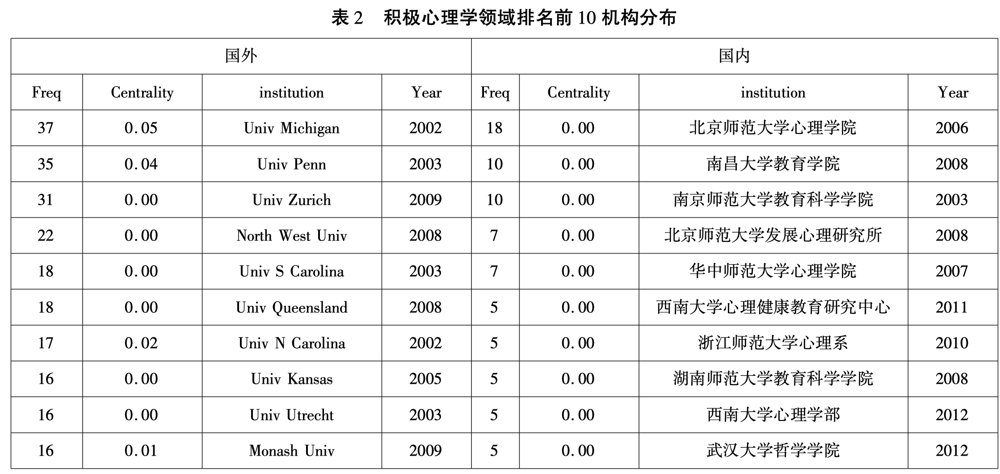 表 2 积极心理学领域排名前 10 机构分布
国外 国内
Freq Centrality institution Year Freq Centrality institution Year
37 0.05 Univ Michigan 2002 18 0.00 北京师范大学心理学院 2006
35 0.04 Univ Penn 2003 10 0.00 南昌大学教育学院 2008
31 0.00 Univ Zurich 2009 10 0.00 南京师范大学教育科学学院 2003
22 0.00 North West Univ 2008 7 0.00 北京师范大学发展心理研究所 2008
18 0.00 Univ S Carolina 2003 7 0.00 华中师范大学心理学院 2007
18 0.00 Univ Queensland 2008 5 0.00 西南大学心理健康教育研究中心 2011
17 0.02 Univ N Carolina 2002 5 0.00 浙江师范大学心理系 2010
16 0.00 Univ Kansas 2005 5 0.00 湖南师范大学教育科学学院 2008
16 0.00 Univ Utrecht 2003 5 0.00 西南大学心理学部 2012
16 0.01 Monash Univ 2009 5 0.00 武汉大学哲学学院 2012